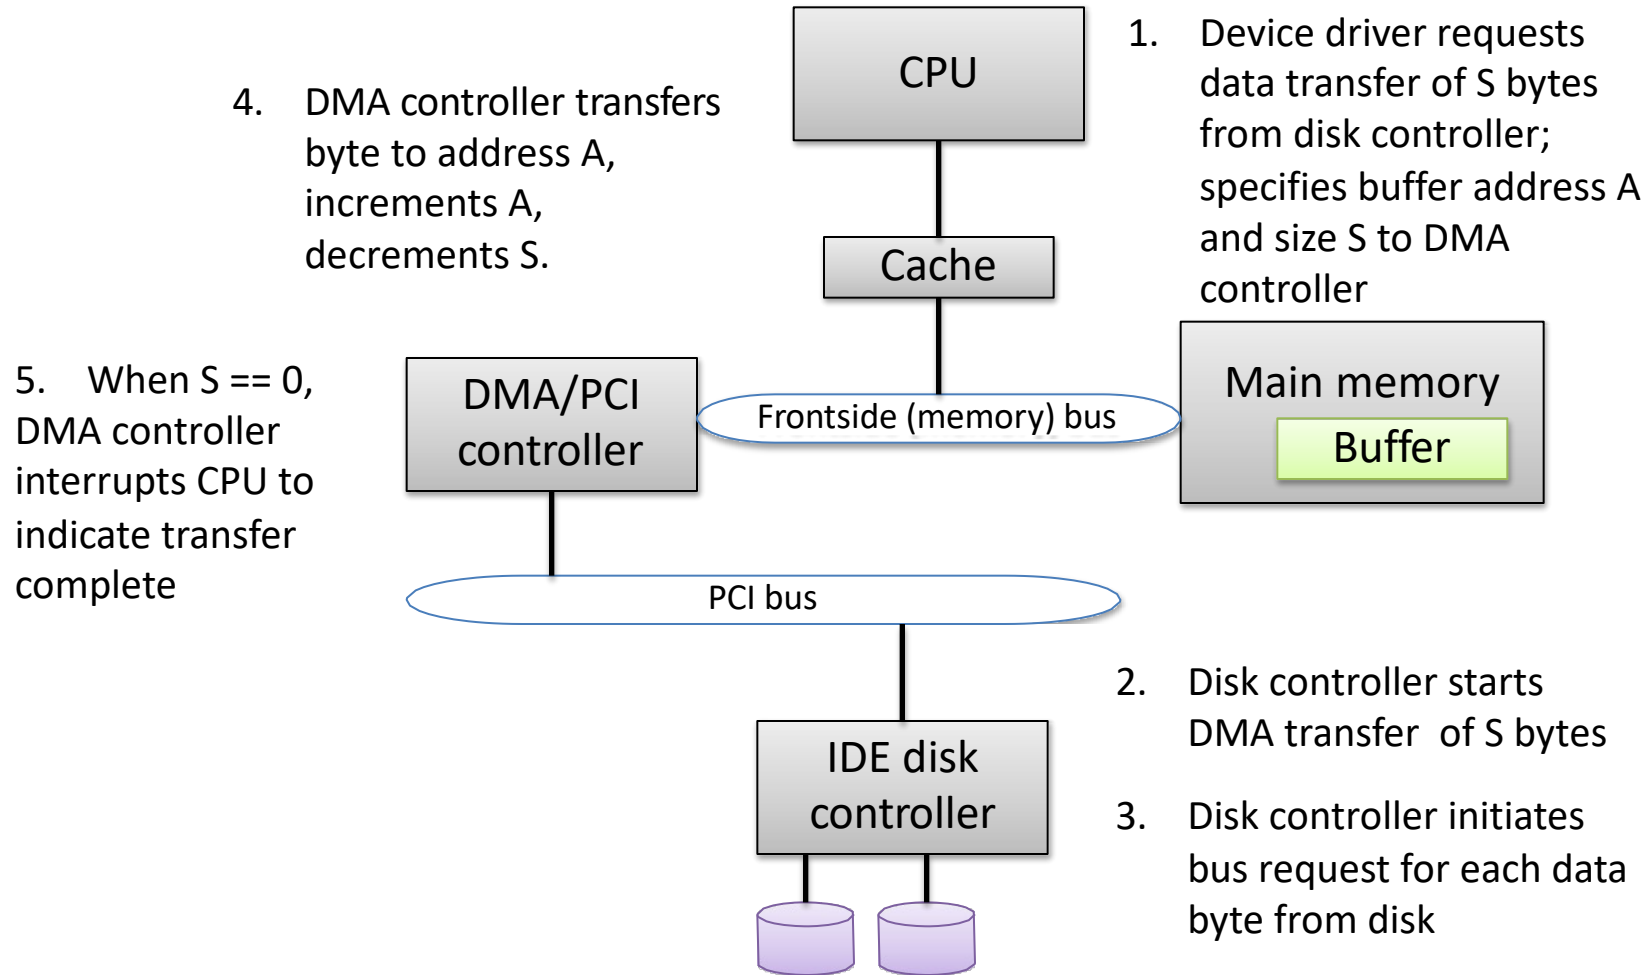 CPU
1. Device driver requests
data transfer of S bytes
from disk controller;
specifies buffer address A
and size S to DMA
controller
4. DMA controller transfers
byte to address A,
increments A,
decrements S.
Cache
5. When S == 0,
DMA controller
interrupts CPU to
indicate transfer
complete
DMA/PCI
controller
Frontside (memory) bus
Main memory
Buffer
PCI bus
IDE disk
controller
2. Disk controller starts
DMA transfer of S bytes
3. Disk controller initiates
bus request for each data
byte from disk